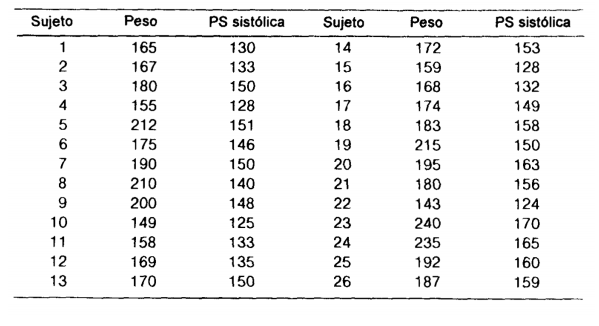 Sujeto Peso PS sistólica Sujeto Peso PS sistólica
1 165 130 14 172 153
2 167 133 15 159 128
3 180 150 16 168 132
4 155 128 17 174 149
5 212 151 18 183 158
6 175 146 19 215 150
7 190 150 20 195 163
8 210 140 21 180 156
9 200 148 22 143 124
10 149 125 23 240 170
11 158 133 24 235 165
12 169 135 25 192 160
13 170 150 26 187 159